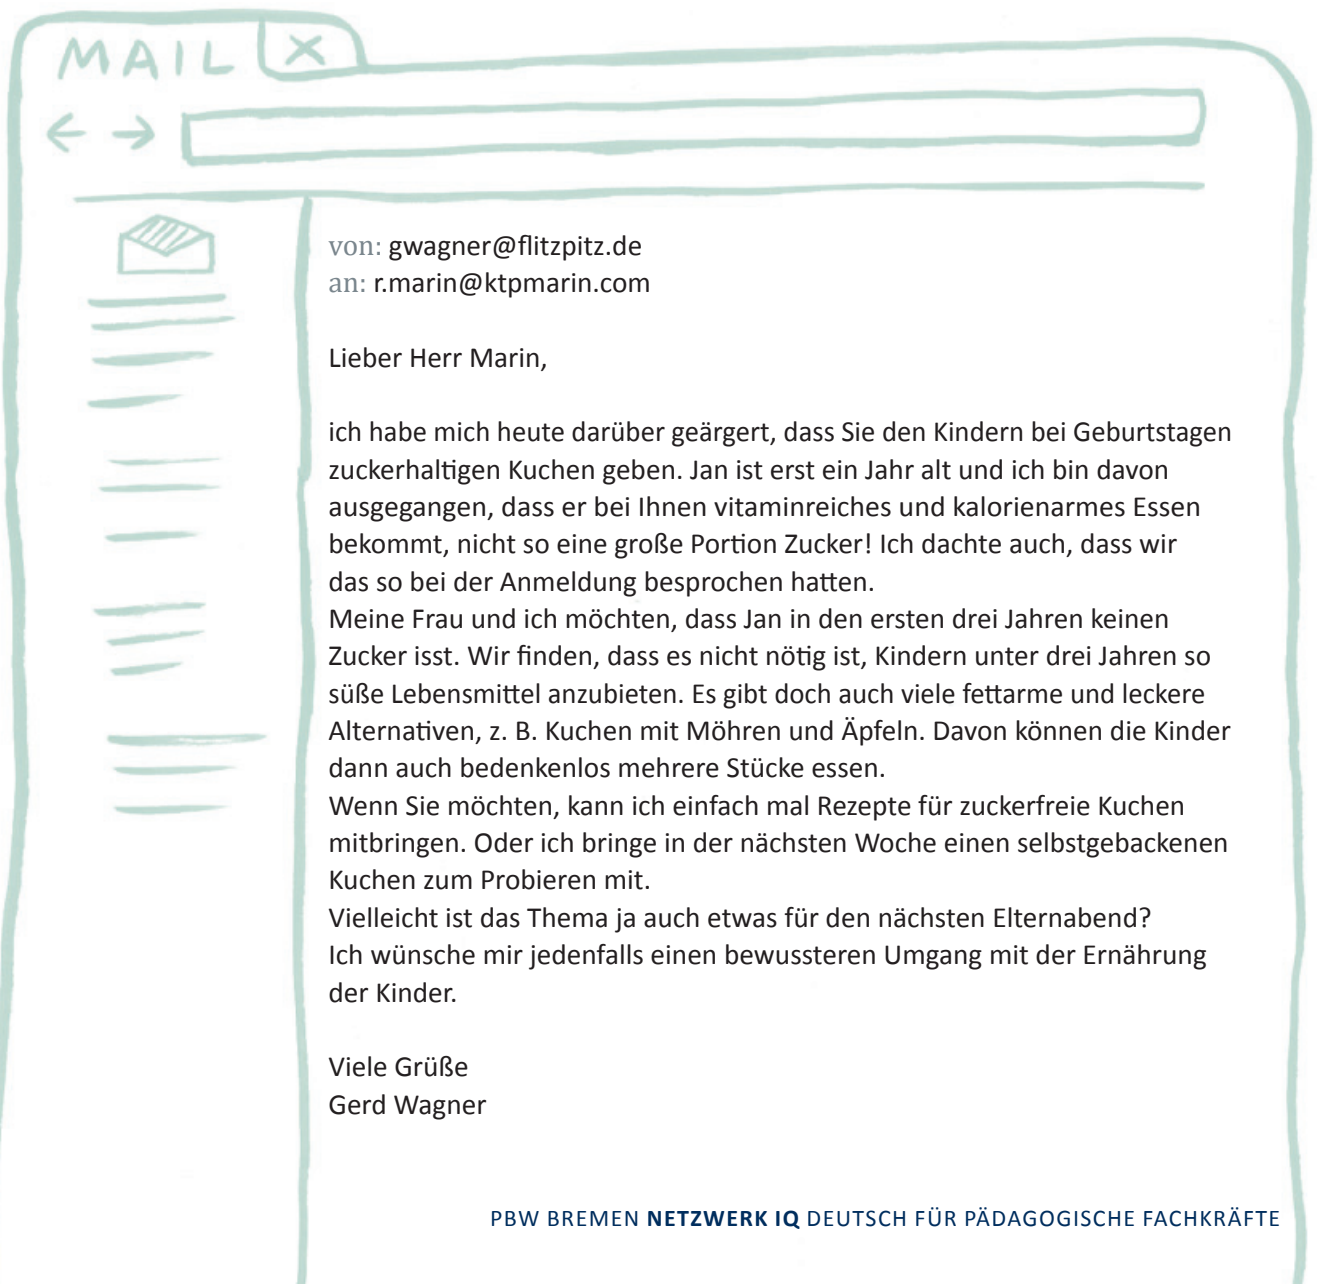 MAIL X
von: gwagner@flitzpitz.de
an: r.marin@ktpmarin.com
Lieber Herr Marin,
ich habe mich heute darüber geärgert, dass Sie den Kindern bei Geburtstagen
zuckerhaltigen Kuchen geben. Jan ist erst ein Jahr alt und ich bin davon
ausgegangen, dass er bei Ihnen vitaminreiches und kalorienarmes Essen
bekommt, nicht so eine große Portion Zucker! Ich dachte auch, dass wir
das so bei der Anmeldung besprochen hatten.
Meine Frau und ich möchten, dass Jan in den ersten drei Jahren keinen
Zucker isst. Wir finden, dass es nicht nötig ist, Kindern unter drei Jahren so
süße Lebensmittel anzubieten. Es gibt doch auch viele fettarme und leckere
Alternativen, z. B. Kuchen mit Möhren und Äpfeln. Davon können die Kinder
dann auch bedenkenlos mehrere Stücke essen.
Wenn Sie möchten, kann ich einfach mal Rezepte für zuckerfreie Kuchen
mitbringen. Oder ich bringe in der nächsten Woche einen selbstgebackenen
Kuchen zum Probieren mit.
Vielleicht ist das Thema ja auch etwas für den nächsten Elternabend?
Ich wünsche mir jedenfalls einen bewussteren Umgang mit der Ernährung
der Kinder.
Viele Grüße
Gerd Wagner
PBW BREMEN NETZWERK IQ DEUTSCH FÜR PÄDAGOGISCHE FACHKRÄFTE